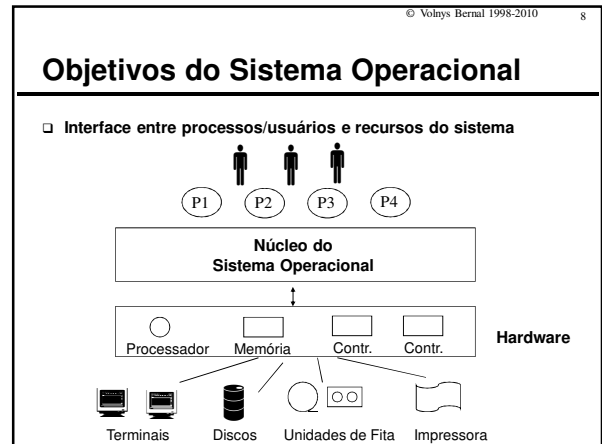 © Volnys Bernal 1998-2010 8
Objetivos do Sistema Operacional
Interface entre processos/usuários e recursos do sistema
P1 P2 P3 P4
Núcleo do
Sistema Operacional
Processador Memória Contr. Contr.
Hardware
Terminais Discos Unidades de Fita Impressora